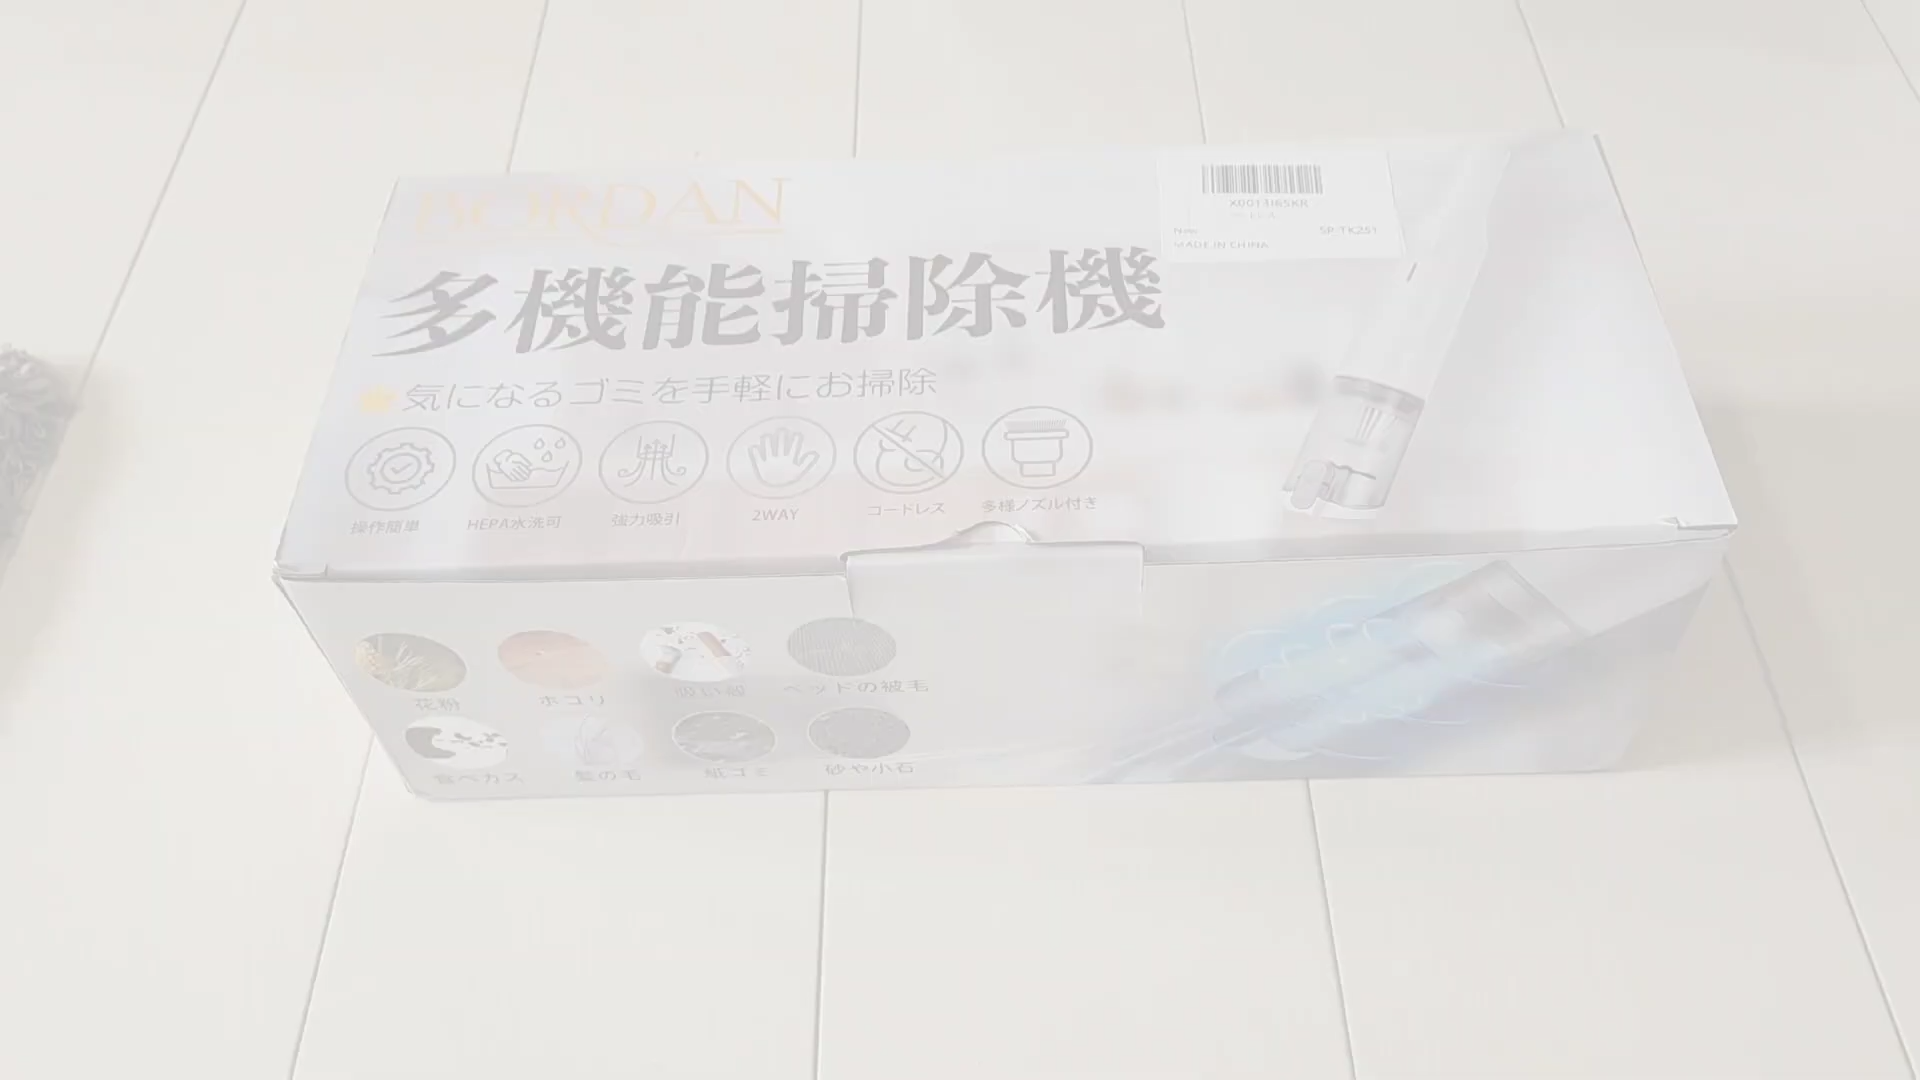 BORDAN
X0013I65KR
New
SP-TK251
MADE IN CHINA
多機能掃除機
気になるゴミを手軽にお掃除
操作簡単
HEPA水洗可
強力吸引
2WAY
コードレス
多様ノズル付き
花粉
ホコリ
吸い殻
ベッドの被毛
食べカス
髪の毛
紙ゴミ
砂や小石